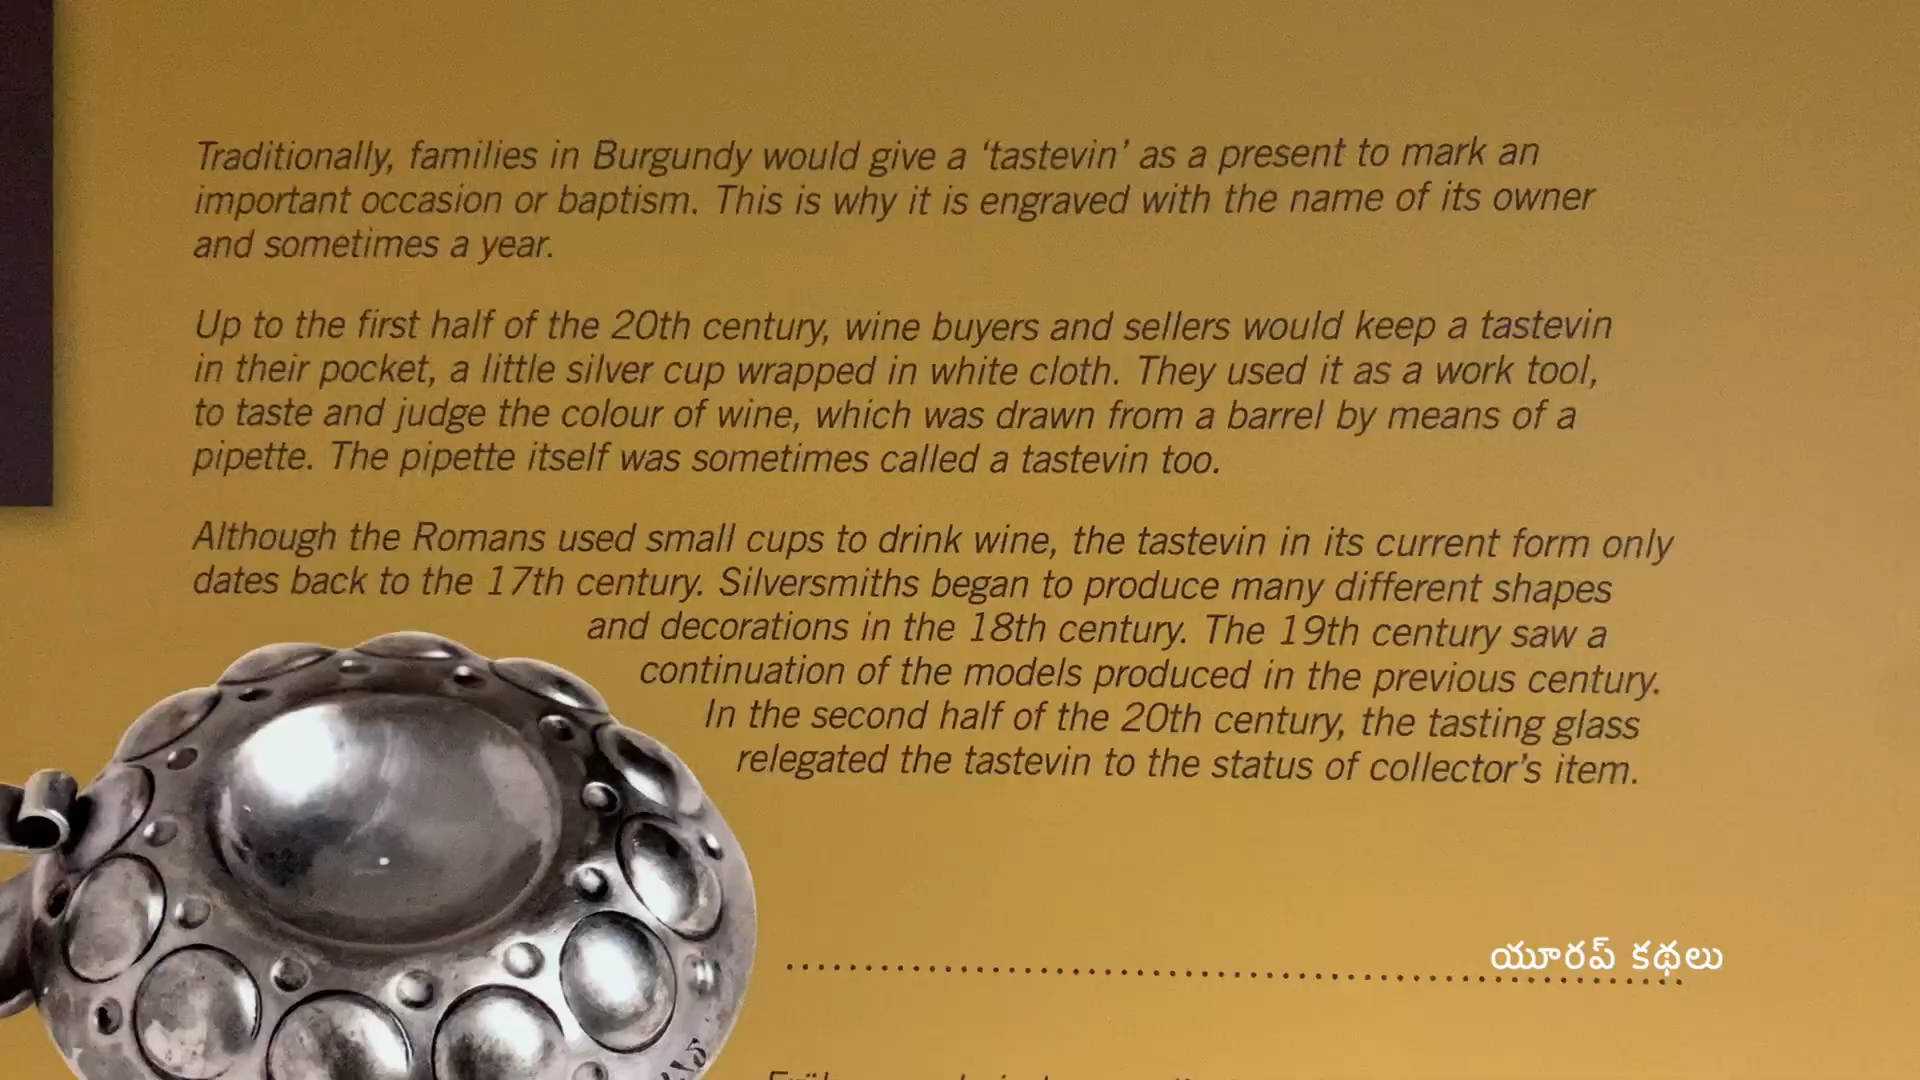 Traditionally, families in Burgundy would give a ‘tastevin’ as a present to mark an
important occasion or baptism. This is why it is engraved with the name of its owner
and sometimes a year.
Up to the first half of the 20th century, wine buyers and sellers would keep a tastevin
in their pocket, a little silver cup wrapped in white cloth. They used it as a work tool,
to taste and judge the colour of wine, which was drawn from a barrel by means of a
pipette. The pipette itself was sometimes called a tastevin too.
Although the Romans used small cups to drink wine, the tastevin in its current form only
dates back to the 17th century. Silversmiths began to produce many different shapes
and decorations in the 18th century. The 19th century saw a
continuation of the models produced in the previous century.
In the second half of the 20th century, the tasting glass
relegated the tastevin to the status of collector’s item.
యూరప్ కథలు